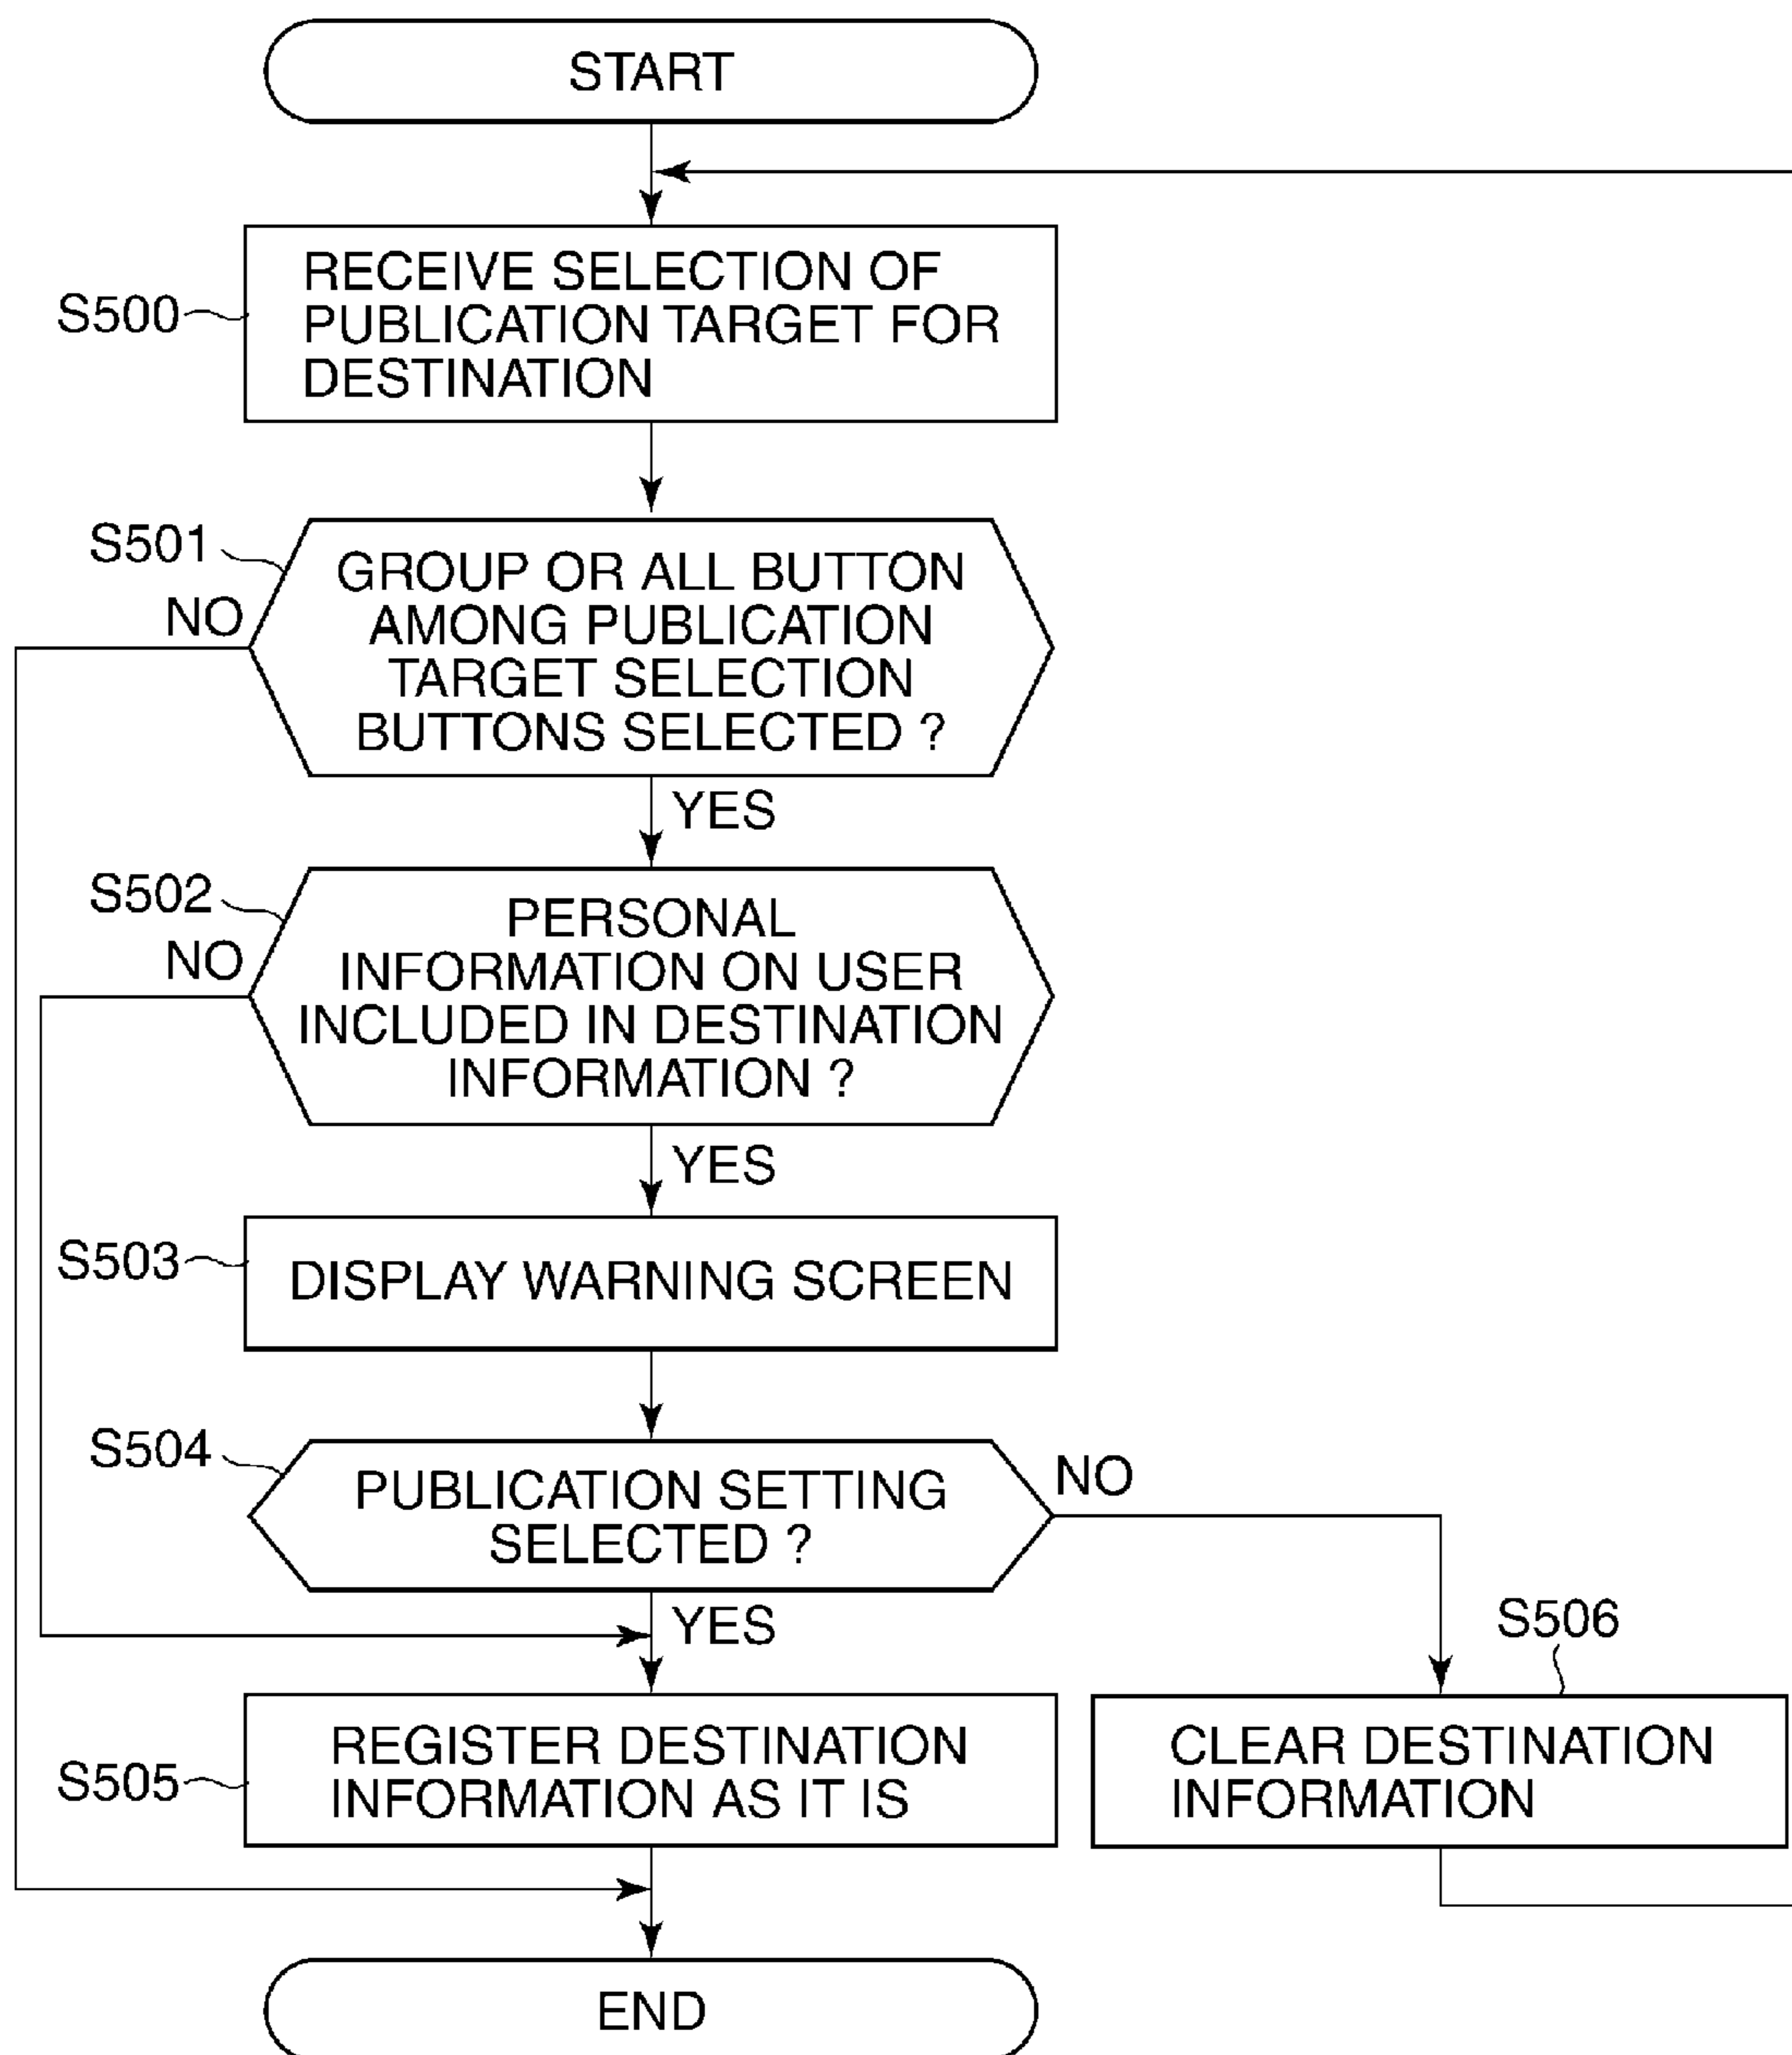 START
S500
RECEIVE SELECTION OF
PUBLICATION TARGET FOR
DESTINATION
S501
NO
GROUP OR ALL BUTTON
AMONG PUBLICATION
TARGET SELECTION
BUTTONS SELECTED ?
YES
S502
NO
PERSONAL
INFORMATION ON USER
INCLUDED IN DESTINATION
INFORMATION ?
YES
S503
DISPLAY WARNING SCREEN
S504
PUBLICATION SETTING
SELECTED ?
NO
YES
S506
S505
REGISTER DESTINATION
INFORMATION AS IT IS
CLEAR DESTINATION
INFORMATION
END